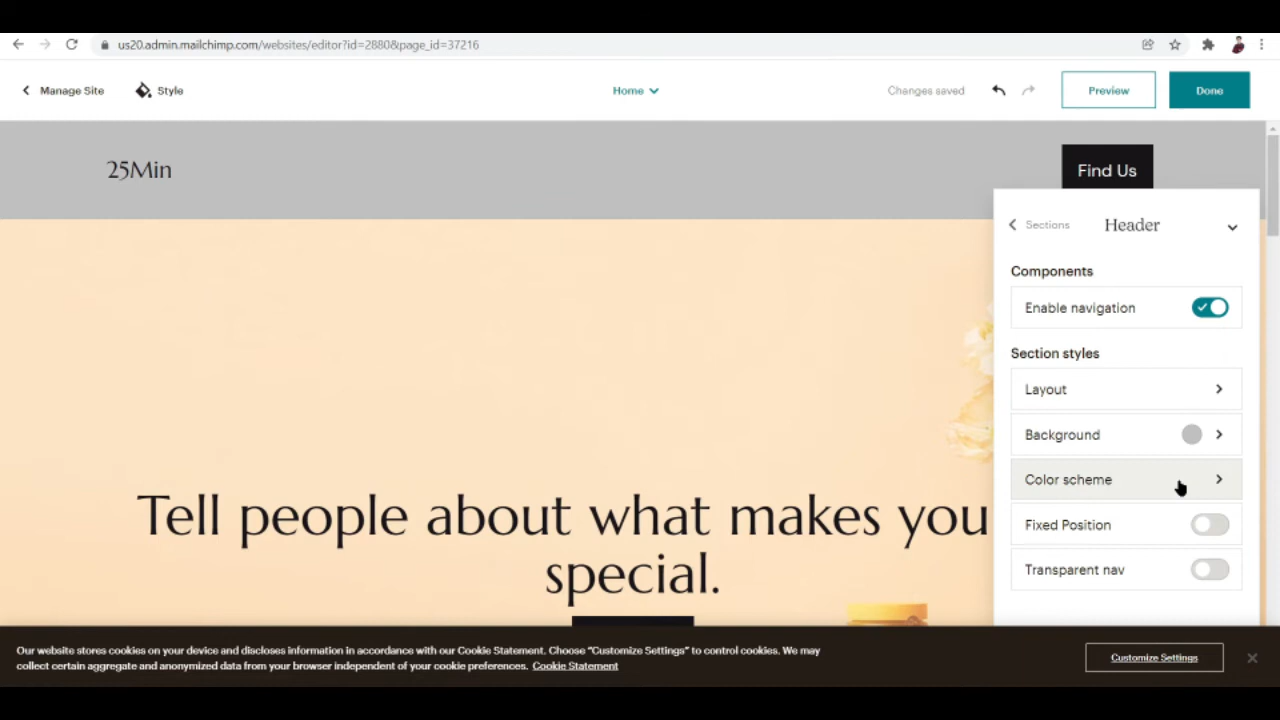 us20.admin.mailchimp.com/websites/editor?id=2880&page_id=37216
Manage Site
Style
Home
Changes saved
Preview
Done
25Min
Find Us
Sections
Header
Components
Enable navigation
Section styles
Layout
Background
Color scheme
Fixed Position
Transparent nav
Tell people about what makes you
special.
Our website stores cookies on your device and discloses information in accordance with our Cookie Statement. Choose "Customize Settings" to control cookies. We may
collect certain aggregate and anonymized data from your browser independent of your cookie preferences. Cookie Statement
Customize Settings